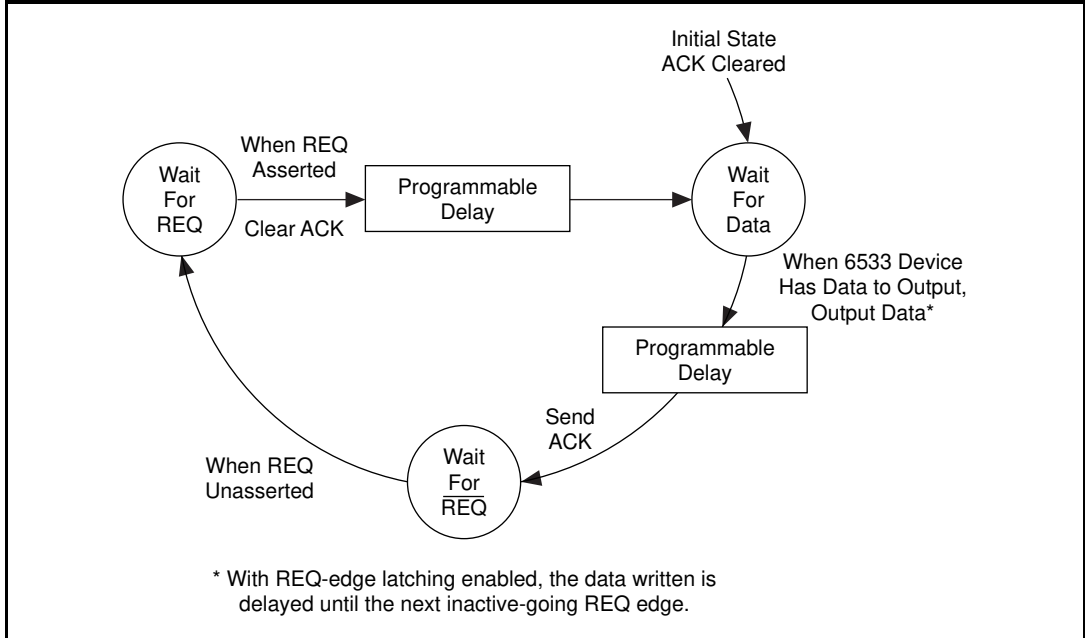 Initial State
ACK Cleared
When REQ
Asserted
Wait
For
REQ
Clear ACK
Programmable
Delay
Wait
For
Data
When 6533 Device
Has Data to Output,
Output Data*
Programmable
Delay
Send
ACK
Wait
For
R̅E̅Q̅
When REQ
Unasserted
* With REQ-edge latching enabled, the data written is
delayed until the next inactive-going REQ edge.